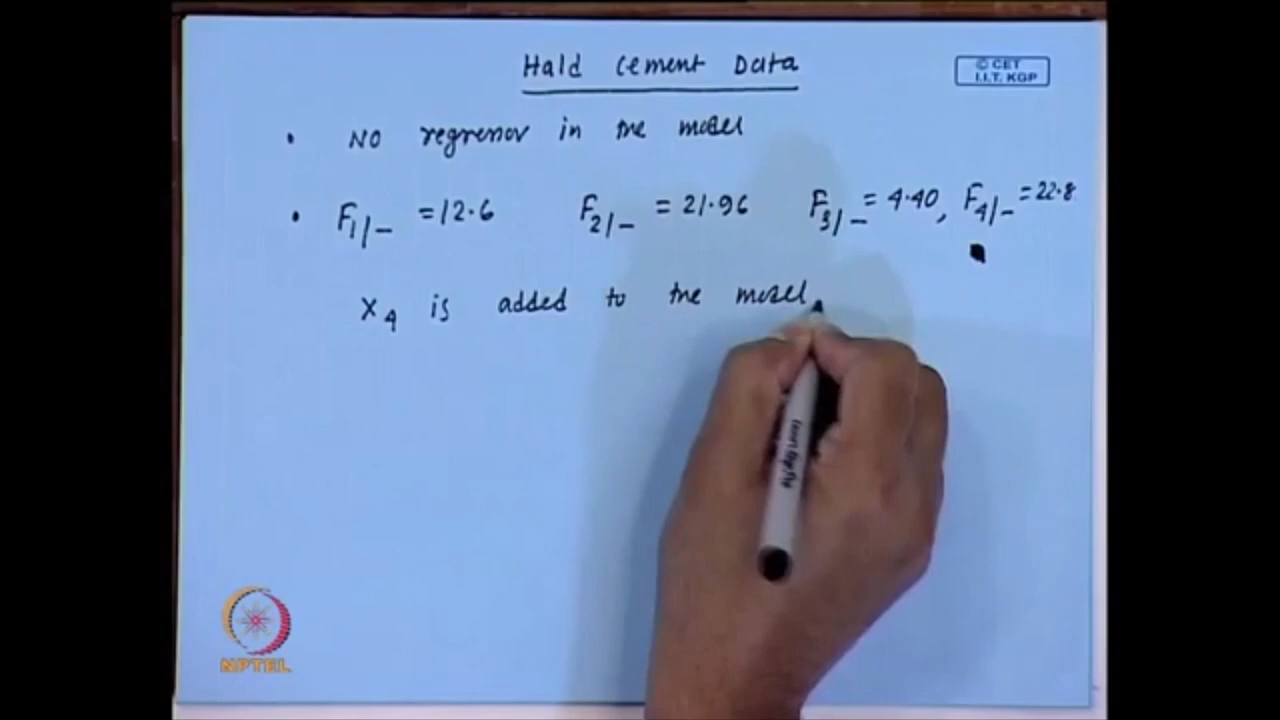 Hald Cement Data
© CET
I.I.T. KGP
• NO regressor in the model
• F1/− = 12.6 F2/− = 21.96 F3/− = 4.40, F4/− = 22.8
X4 is added to the model
NPTEL